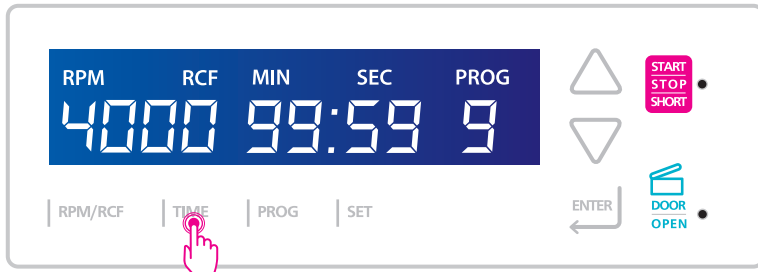 RPM RCF MIN SEC PROG
4000 99:59 9
START
STOP
SHORT
RPM/RCF TIME PROG SET
ENTER
DOOR
OPEN